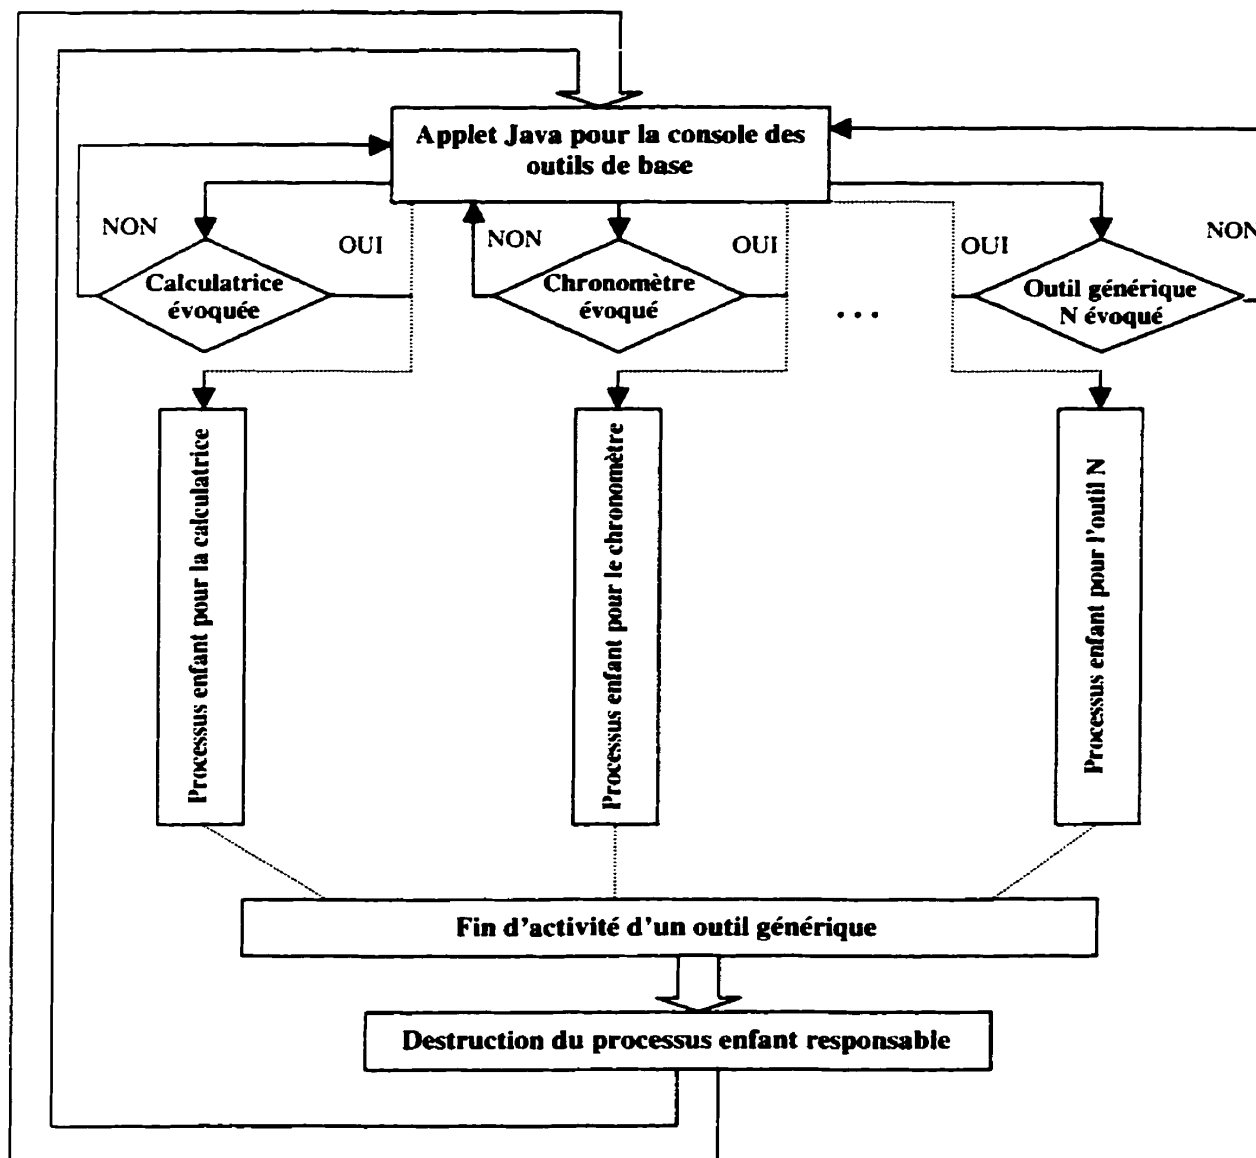 Applet Java pour la console des
outils de base
NON
OUI
NON
OUI
OUI
NON
Calculatrice
évoquée
Chronomètre
évoqué
. . .
Outil générique
N évoqué
Processus enfant pour la calculatrice
Processus enfant pour le chronomètre
Processus enfant pour l'outil N
Fin d'activité d'un outil générique
Destruction du processus enfant responsable